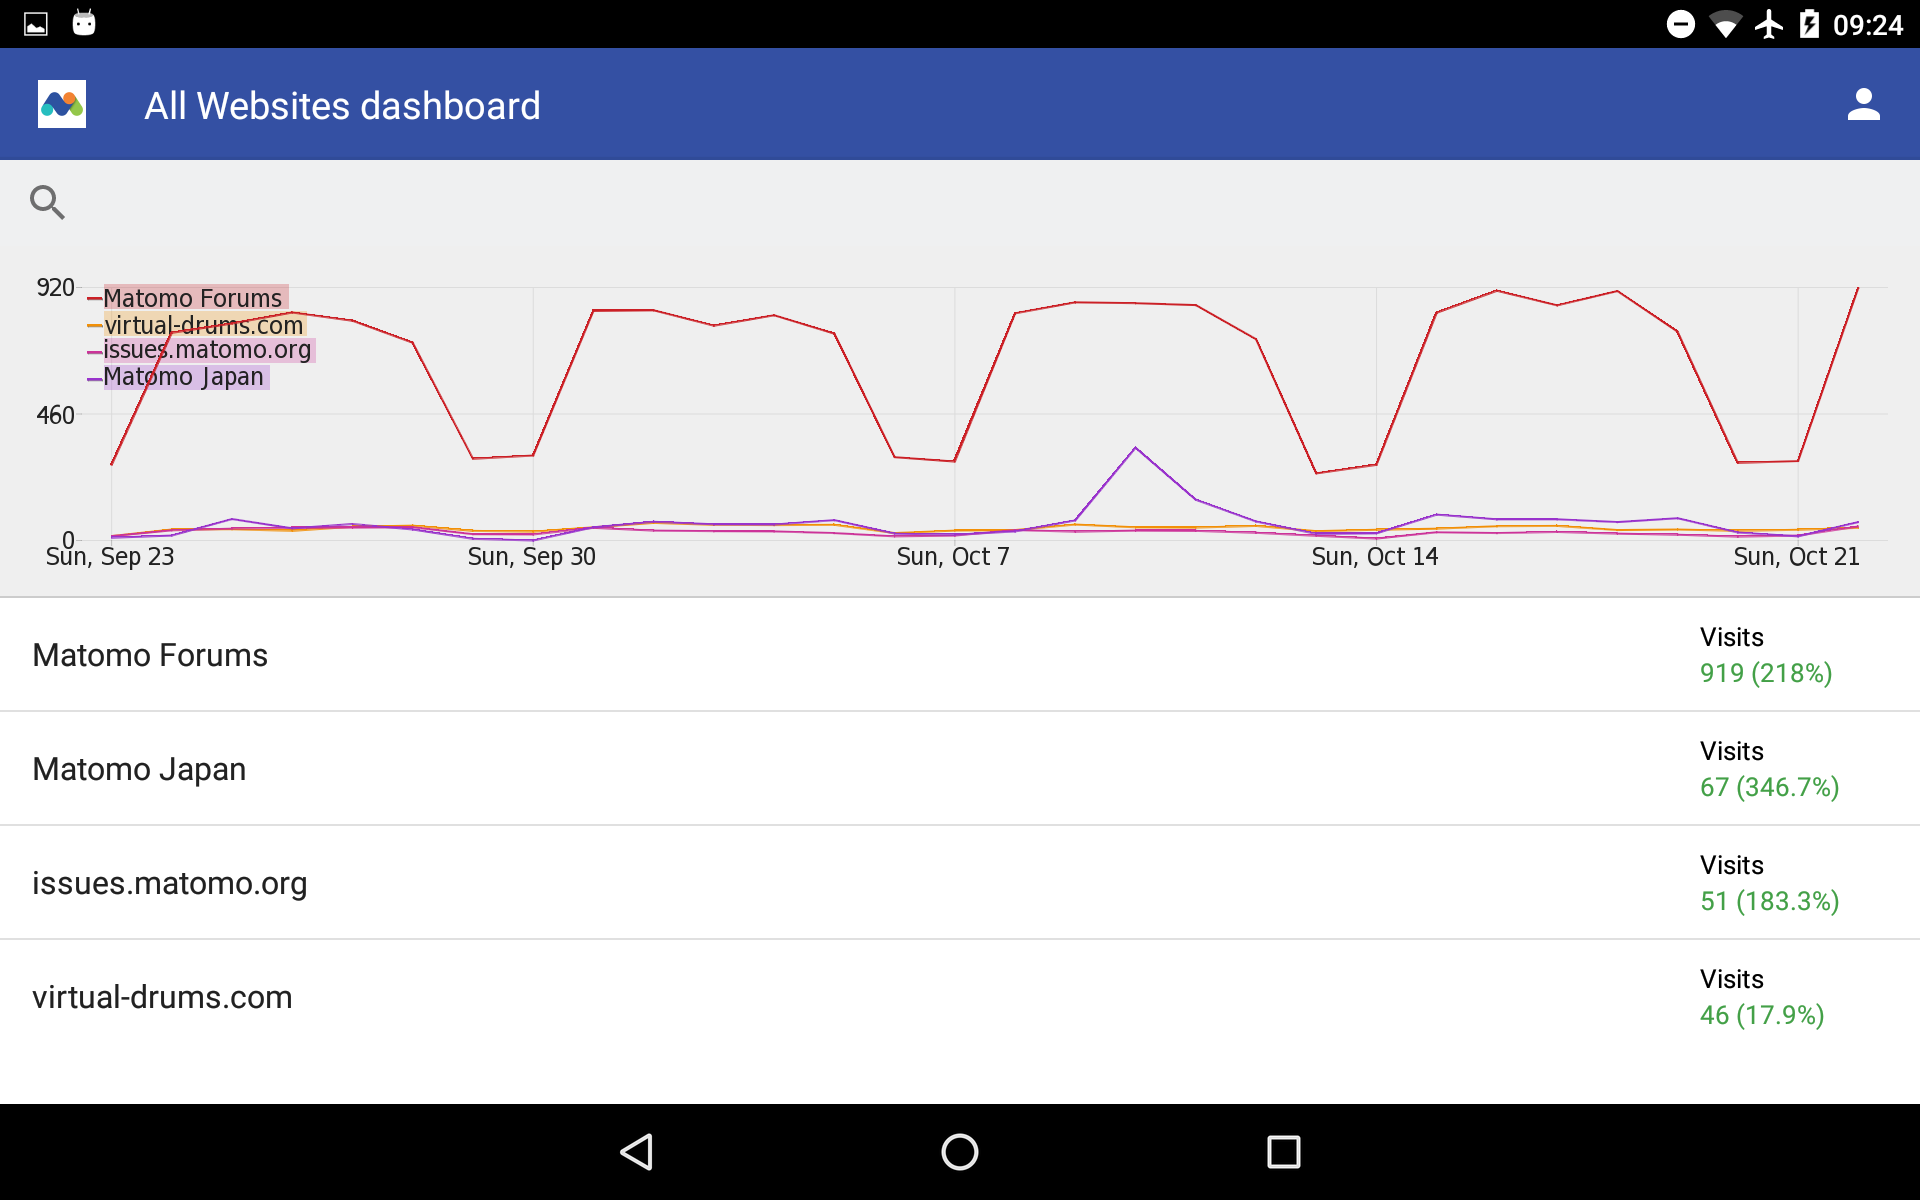 09:24
All Websites dashboard
920
Matomo Forums
virtual-drums.com
issues.matomo.org
Matomo Japan
460
0
Sun, Sep 23 Sun, Sep 30 Sun, Oct 7 Sun, Oct 14 Sun, Oct 21
Matomo Forums
Visits
919 (218%)
Matomo Japan
Visits
67 (346.7%)
issues.matomo.org
Visits
51 (183.3%)
virtual-drums.com
Visits
46 (17.9%)